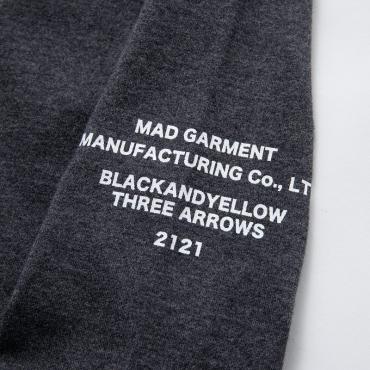 MAD GARMENT
MANUFACTURING Co., LT
BLACKANDYELLOW
THREE ARROWS
2121